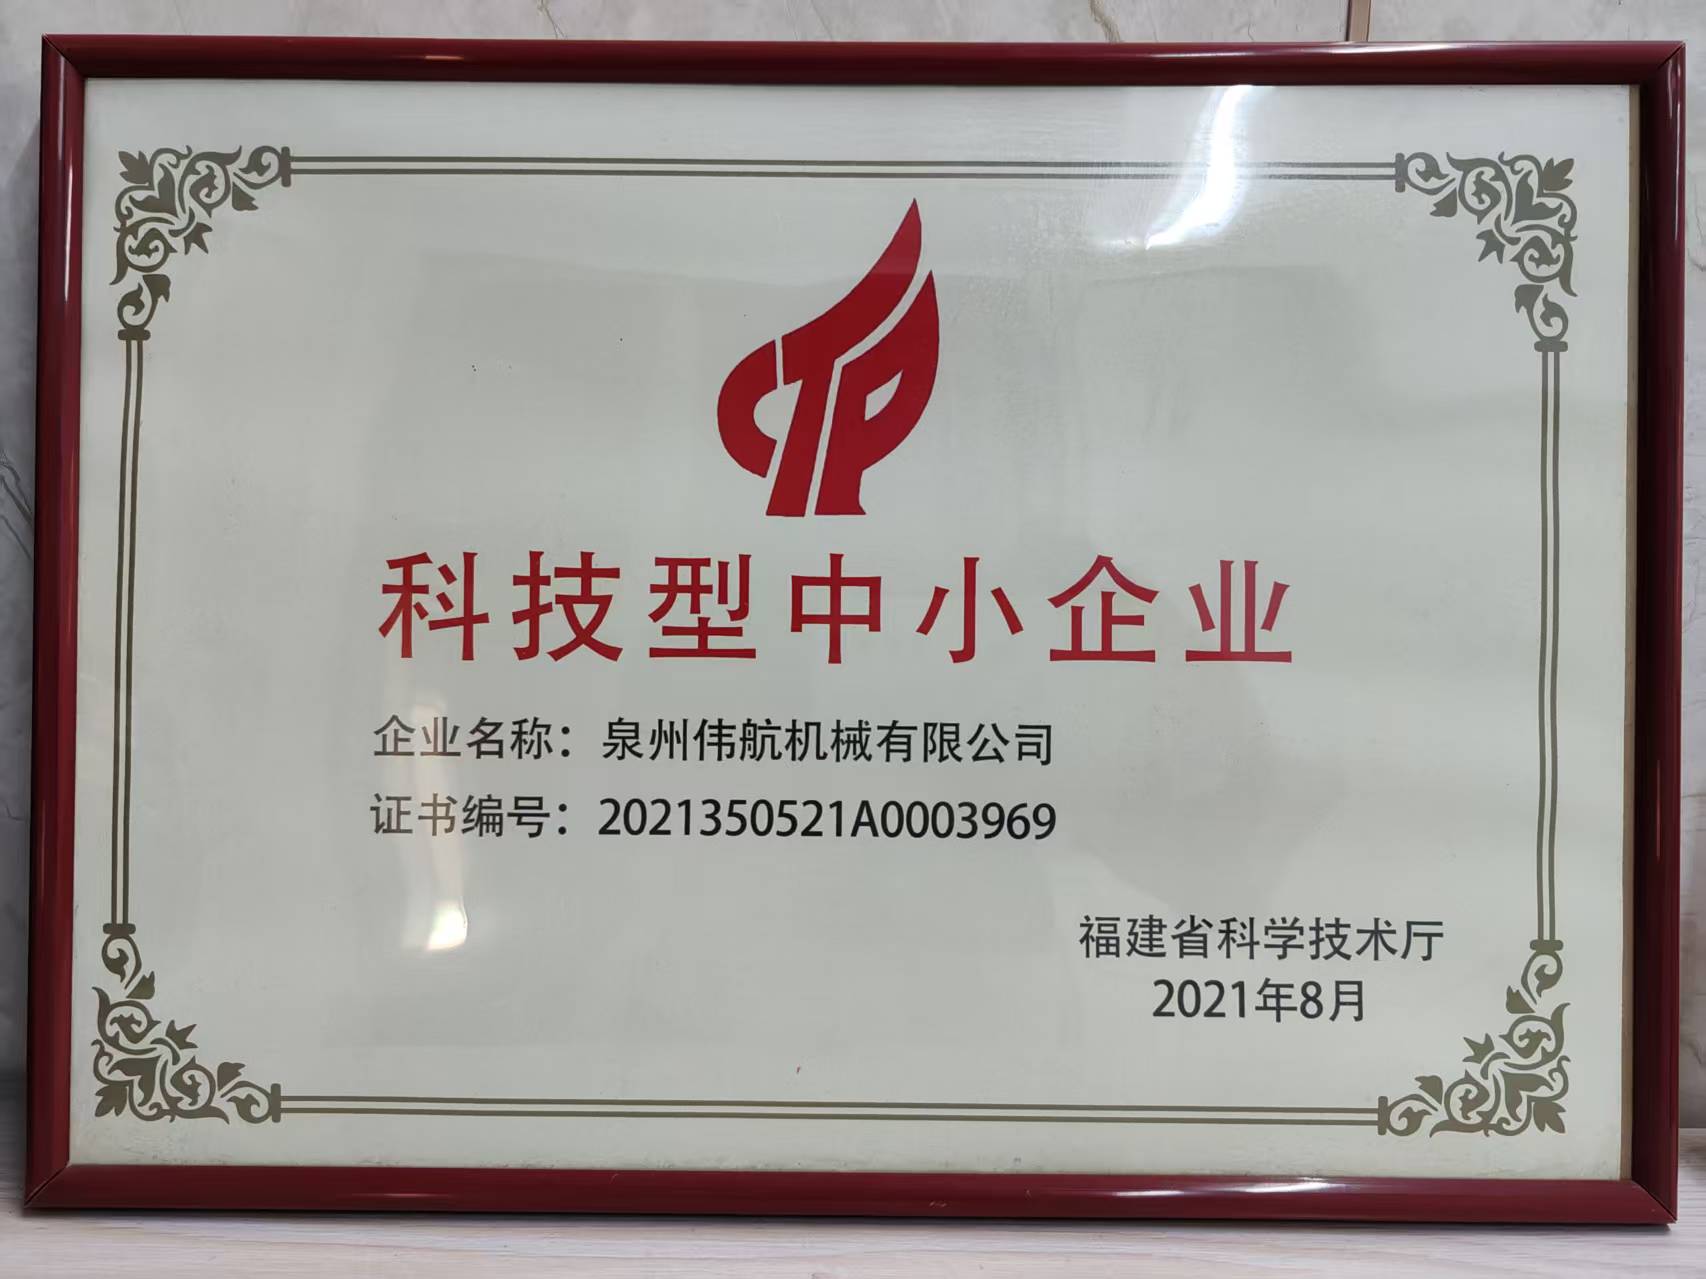 CTP
科技型中小企业
企业名称：泉州伟航机械有限公司
证书编号：2021350521A0003969
福建省科学技术厅
2021年8月